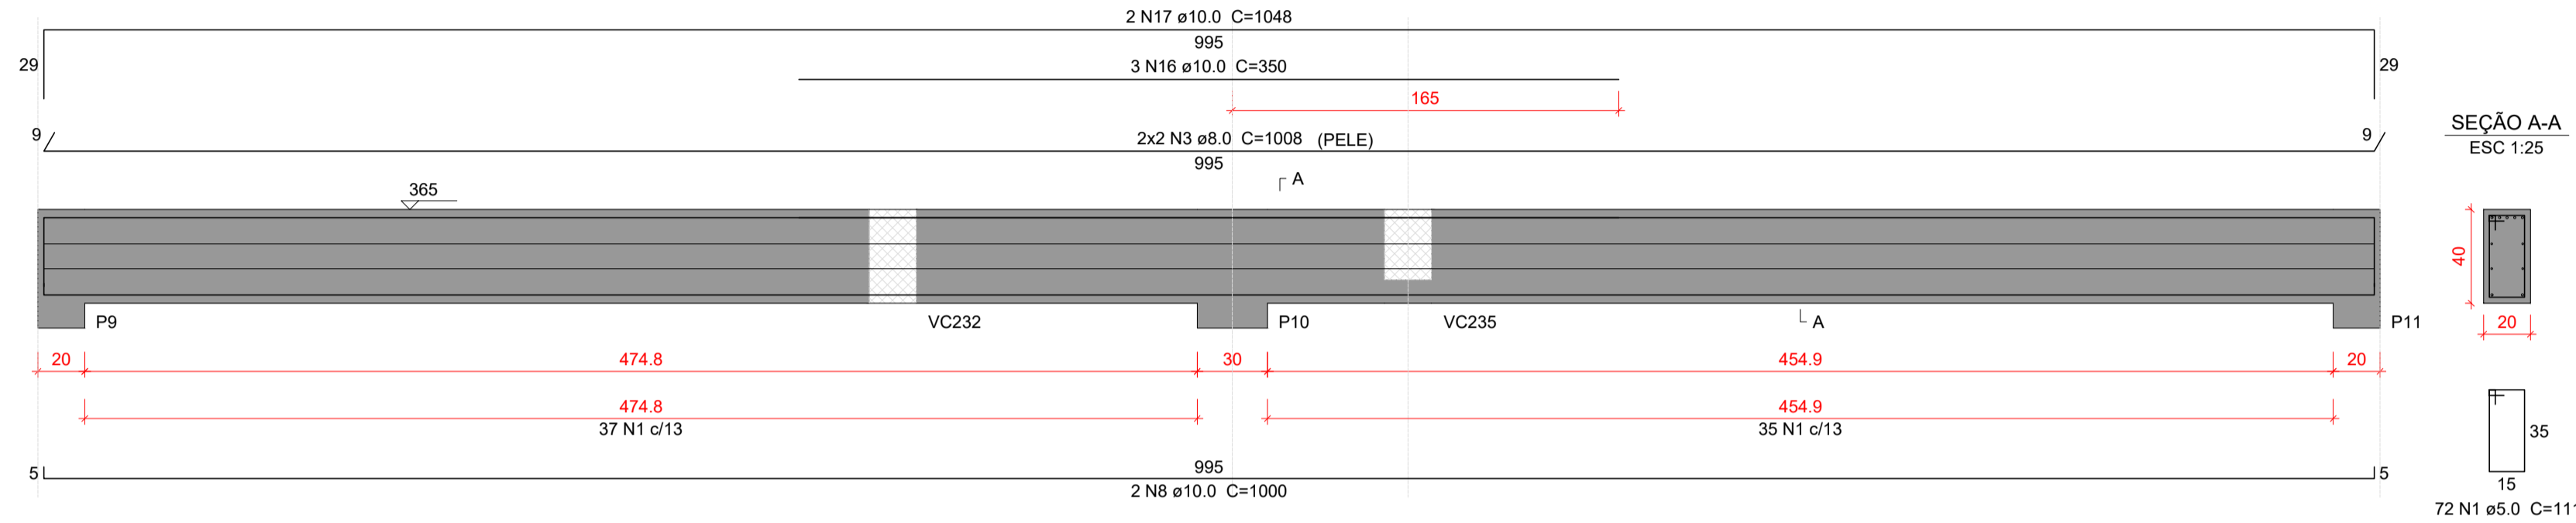 2 N17 ø10.0 C=1048
995
29
29
3 N16 ø10.0 C=350
165
SEÇÃO A-A
ESC 1:25
9
2x2 N3 ø8.0 C=1008 (PELE)
9
995
A
365
40
P9
VC232
P10
VC235
A
P11
20
20
474.8
30
454.9
20
474.8
454.9
37 N1 c/13
35 N1 c/13
35
5
995
5
15
2 N8 ø10.0 C=1000
72 N1 ø5.0 C=11